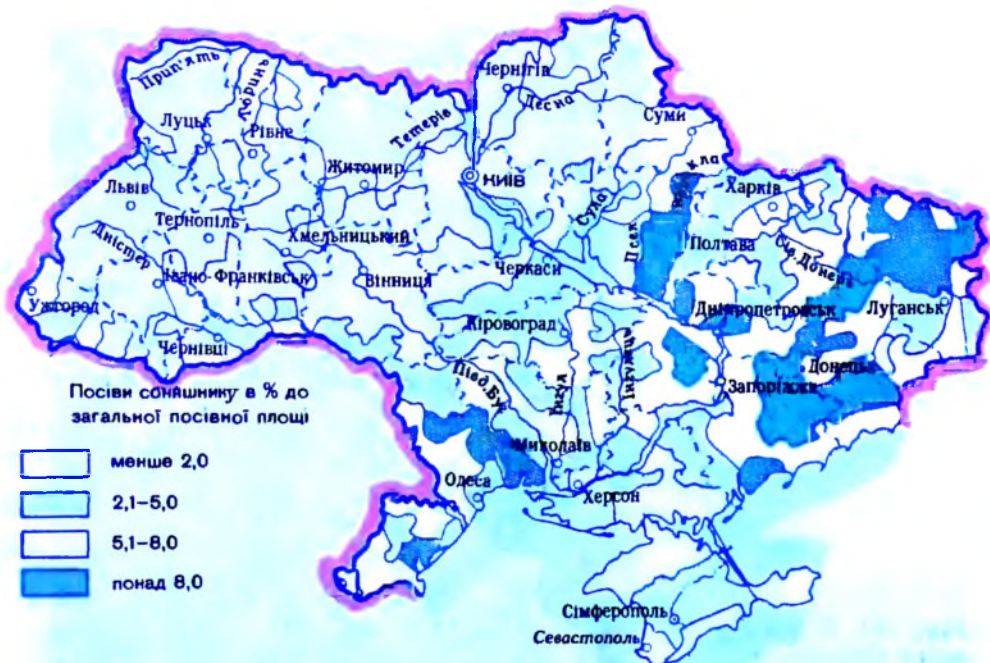 Чернігів
Прип'ять
Горинь
Десна
Луцьк
Рівне
Тетерів
Суми
Житомир
Київ
кла
Харків
Львів
Сула
Тернопіль
Псел
Дністер
Хмельницький
Полтава
Сів. Донець
Івано-Франківськ
Вінниця
Черкаси
Ужгород
Дніпропетровськ
Луганськ
Кіровоград
Чернівці
Півд.Буг
Інгул
Інгулець
Донецьк
Запоріжжя
Посіви соняшнику в % до
загальної посівної площі
Миколаїв
менше 2,0
Одеса
Херсон
2,1–5,0
5,1–8,0
понад 8,0
Сімферополь
Севастополь